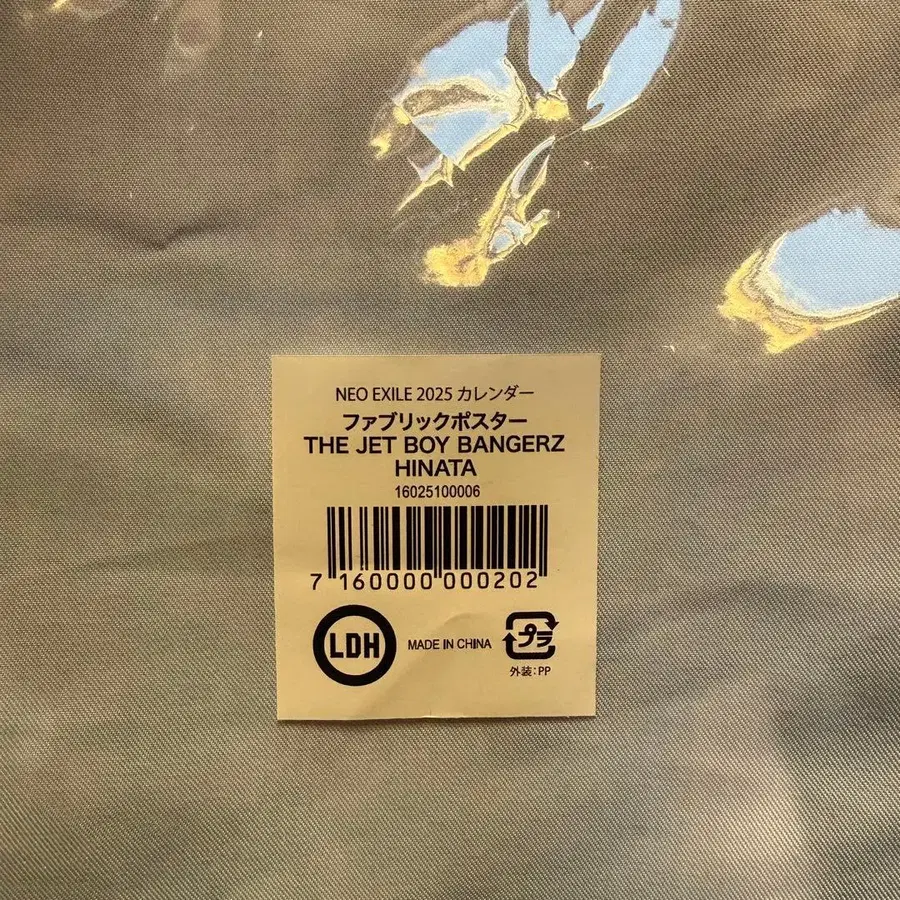 NEO EXILE 2025 カレンダー
ファブリックポスター
THE JET BOY BANGERZ
HINATA
16025100006
7 160000 000202
LDH
MADE IN CHINA
プラ
外装:PP